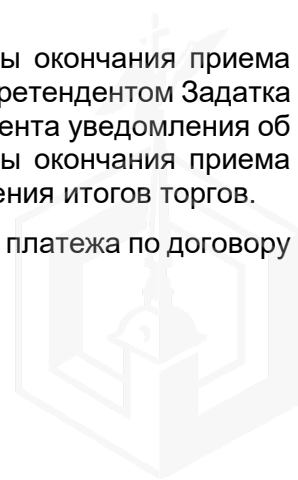 ы окончания приема
ретендентом Задатка
ента уведомления об
ы окончания приема
ения итогов торгов.
платежа по договору